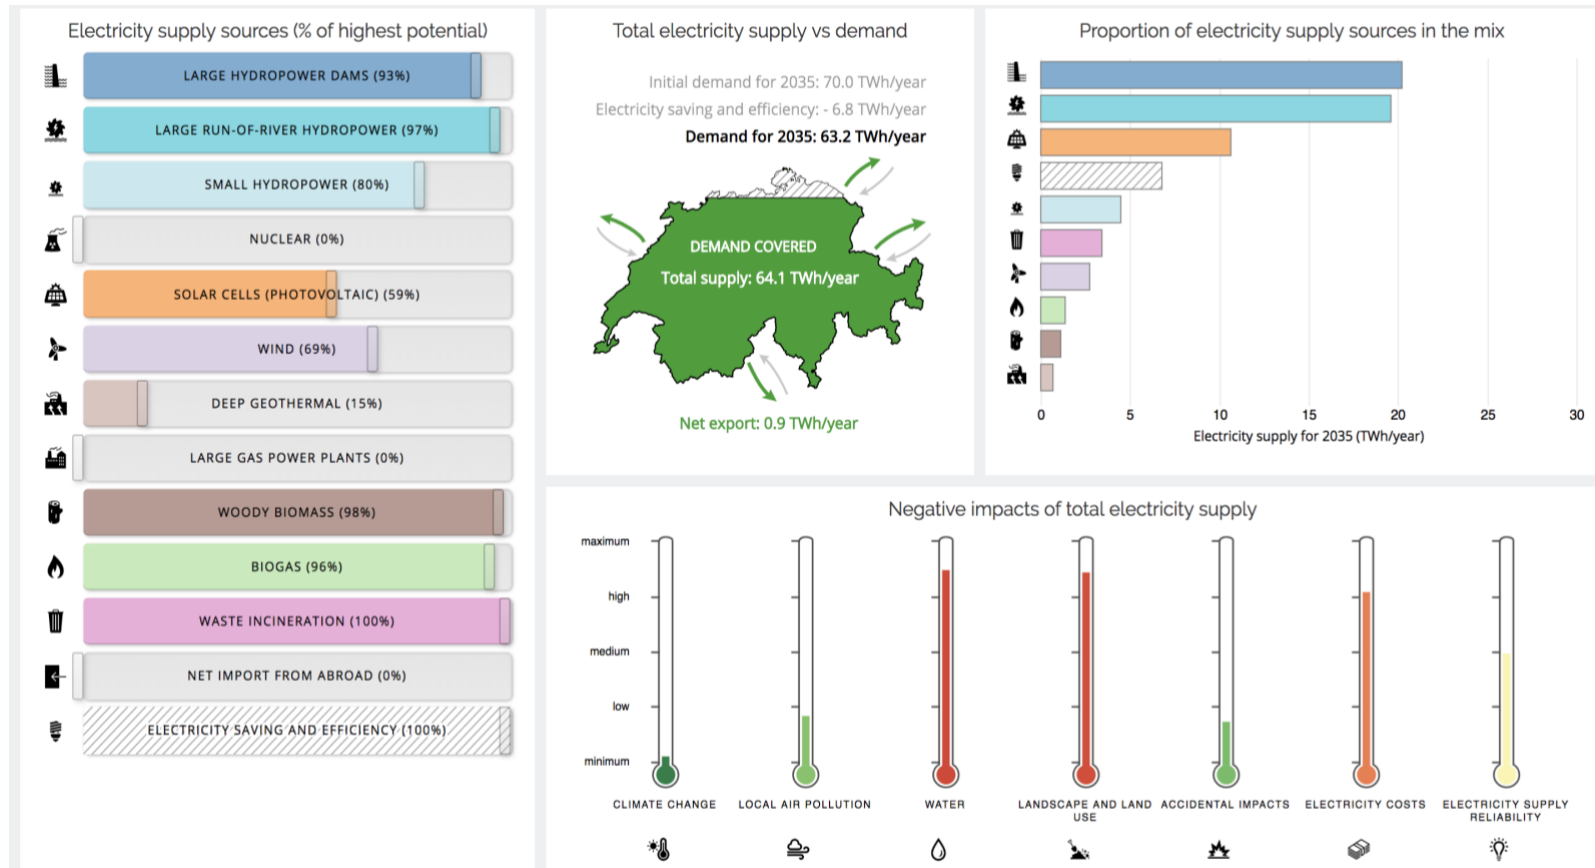 Electricity supply sources (% of highest potential)
LARGE HYDROPOWER DAMS (93%)
LARGE RUN-OF-RIVER HYDROPOWER (97%)
SMALL HYDROPOWER (80%)
NUCLEAR (0%)
SOLAR CELLS (PHOTOVOLTAIC) (59%)
WIND (69%)
DEEP GEOTHERMAL (15%)
LARGE GAS POWER PLANTS (0%)
WOODY BIOMASS (98%)
BIOGAS (96%)
WASTE INCINERATION (100%)
NET IMPORT FROM ABROAD (0%)
ELECTRICITY SAVING AND EFFICIENCY (100%)
Total electricity supply vs demand
Initial demand for 2035: 70.0 TWh/year
Electricity saving and efficiency: - 6.8 TWh/year
Demand for 2035: 63.2 TWh/year
DEMAND COVERED
Total supply: 64.1 TWh/year
Net export: 0.9 TWh/year
Proportion of electricity supply sources in the mix
0 5 10 15 20 25 30
Electricity supply for 2035 (TWh/year)
Negative impacts of total electricity supply
maximum
high
medium
low
minimum
CLIMATE CHANGE
LOCAL AIR POLLUTION
WATER
LANDSCAPE AND LAND
USE
ACCIDENTAL IMPACTS
ELECTRICITY COSTS
ELECTRICITY SUPPLY
RELIABILITY